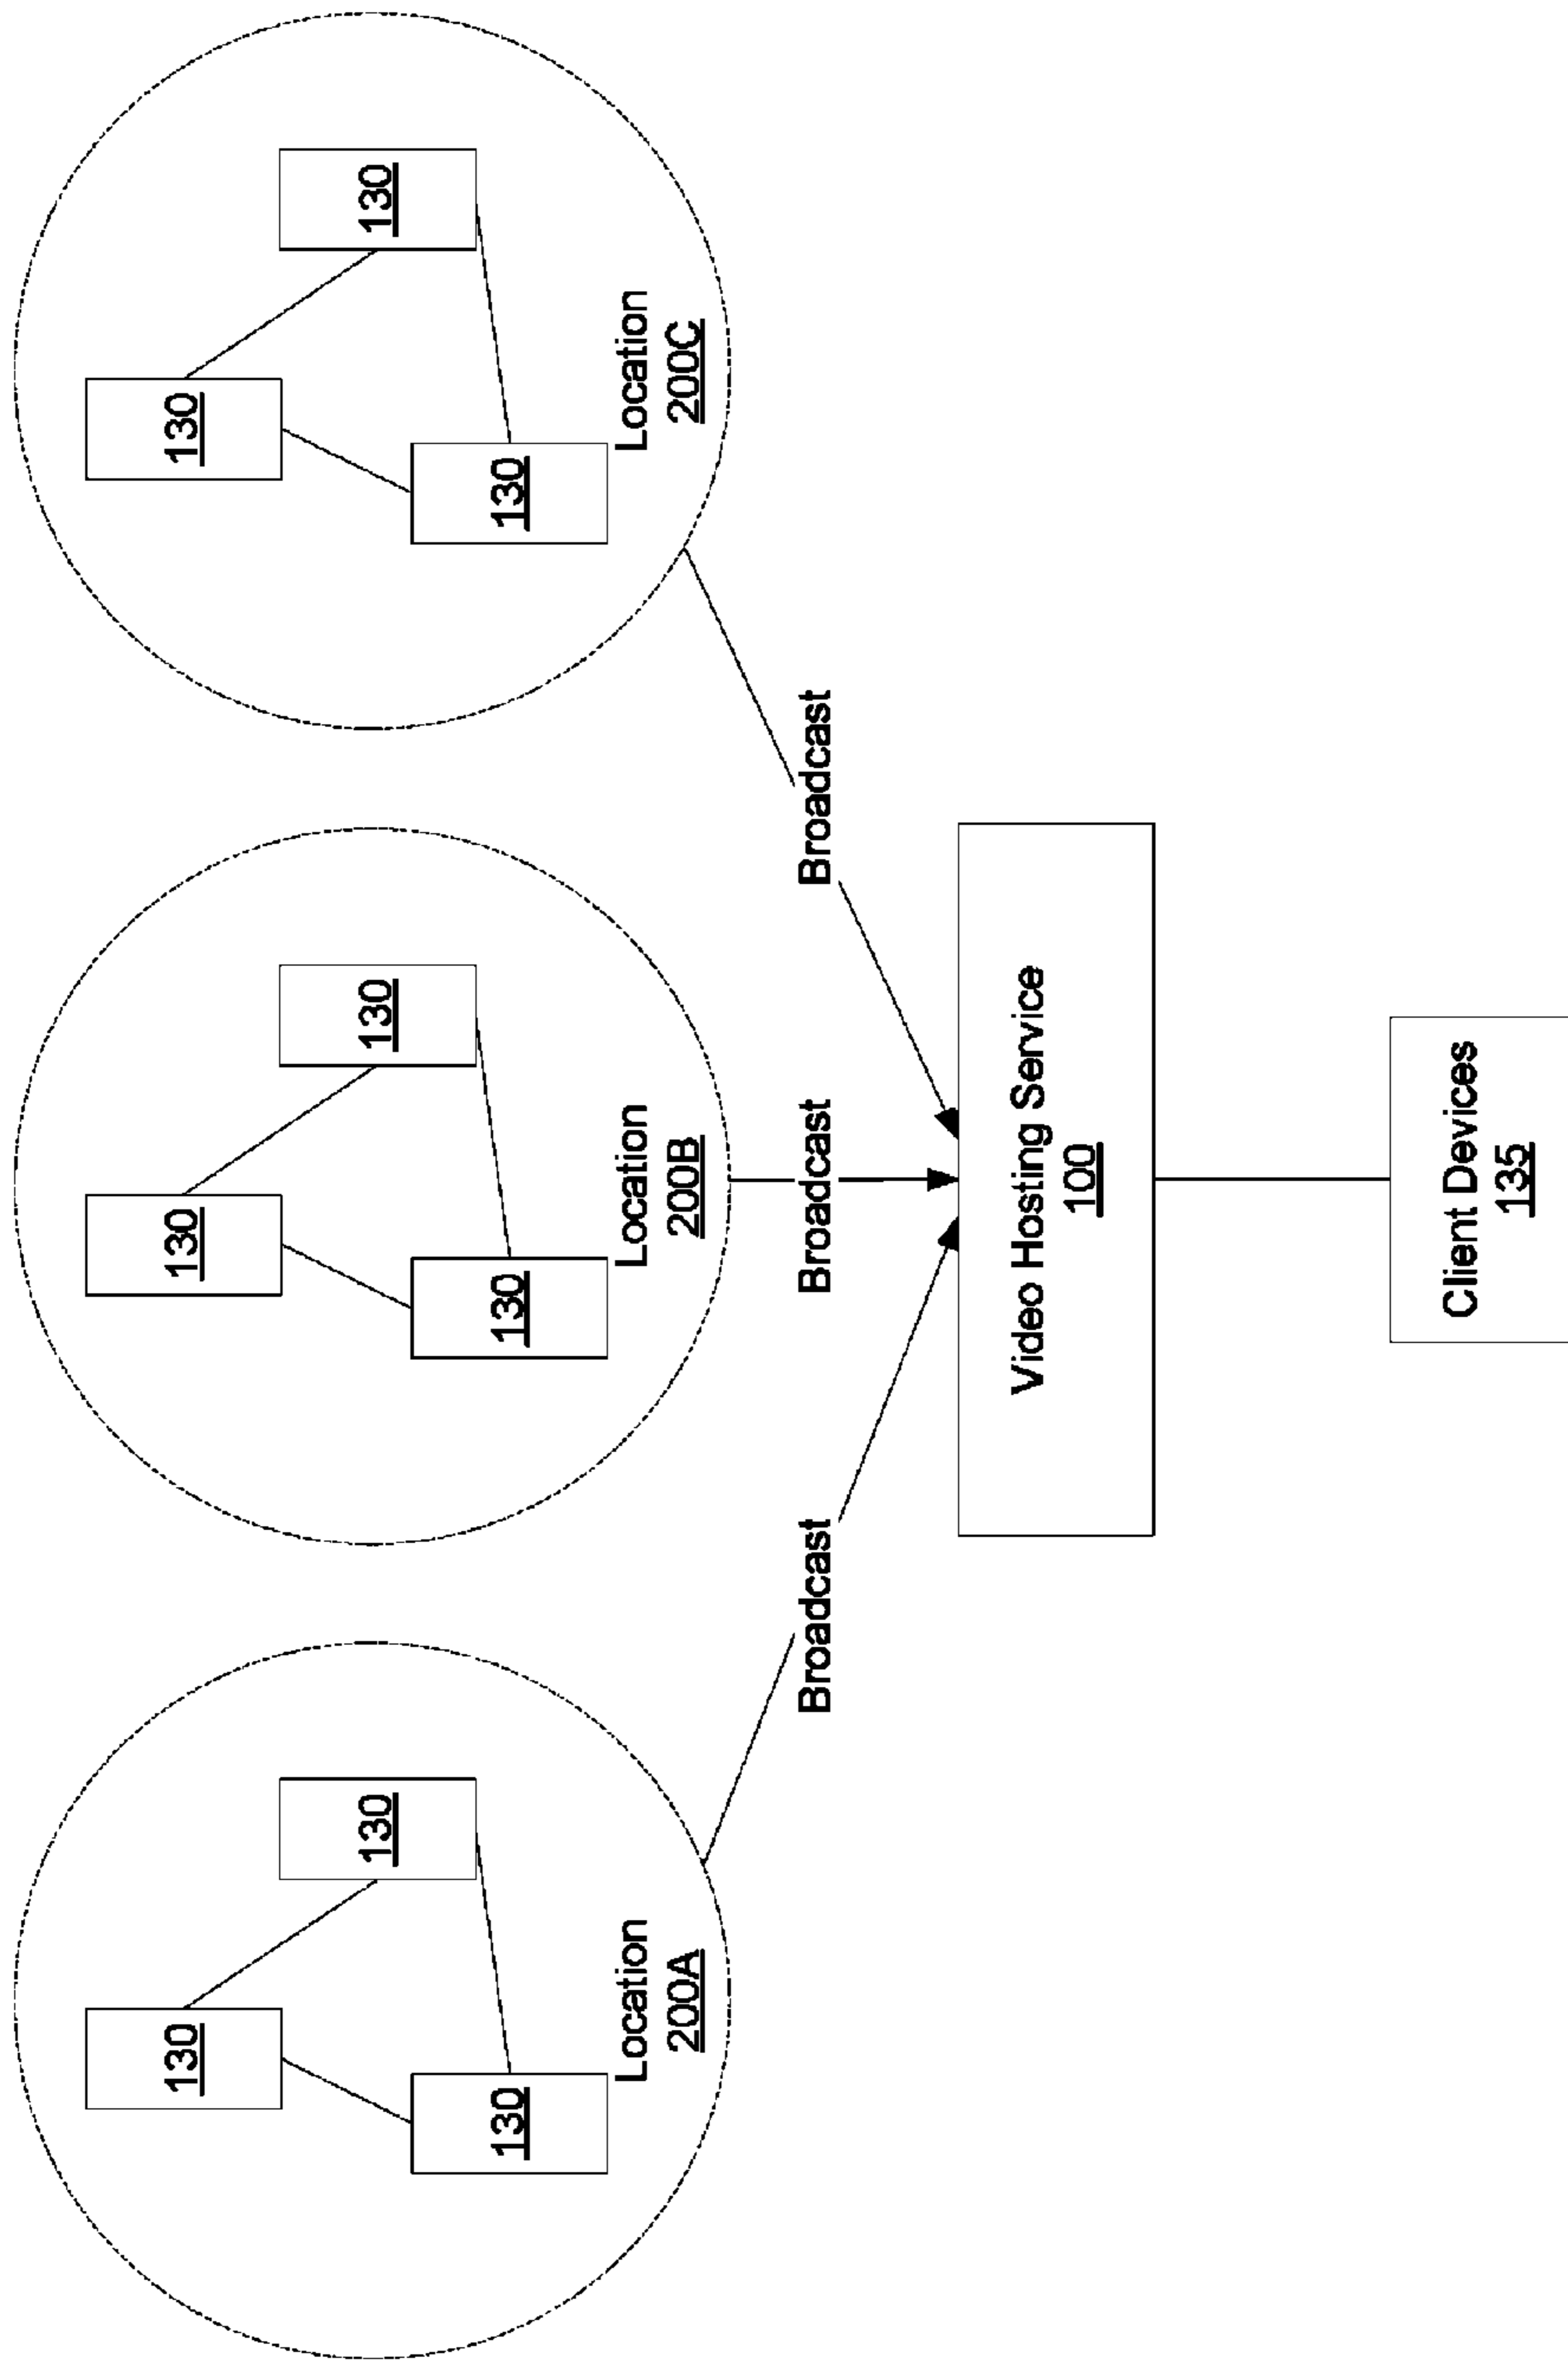 130
130
130
Location
200A
130
130
130
Location
200B
130
130
130
Location
200C
Broadcast
Broadcast
Broadcast
Video Hosting Service
100
Client Devices
135